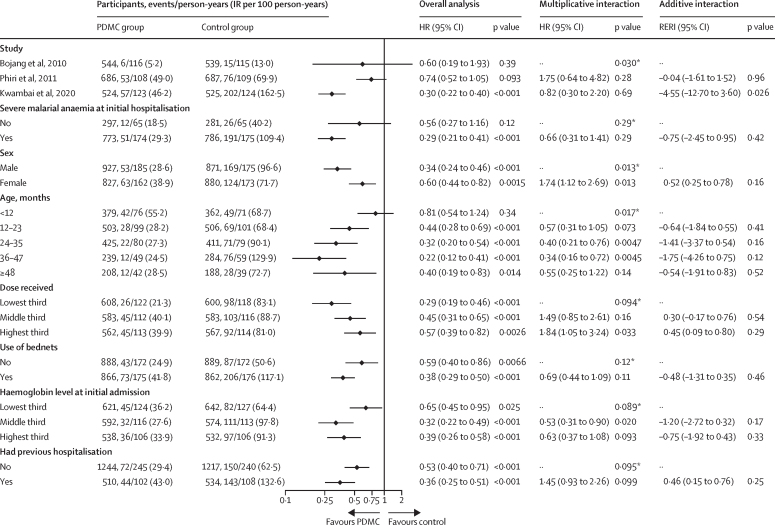 Participants, events/person-years (IR per 100 person-years) Overall analysis Multiplicative interaction Additive interaction
PDMC group Control group HR (95% CI) p value HR (95% CI) p value RERI (95% CI) p value
Study
Bojang et al, 2010 544, 6/116 (5·2) 539, 15/115 (13·0) 0·60 (0·19 to 1·93) 0·39 ·· 0·030* ··
Phiri et al, 2011 686, 53/108 (49·0) 687, 76/109 (69·9) 0·74 (0·52 to 1·05) 0·093 1·75 (0·64 to 4·82) 0·28 –0·04 (–1·61 to 1·52) 0·96
Kwambai et al, 2020 524, 57/123 (46·2) 525, 202/124 (162·5) 0·30 (0·22 to 0·40) <0·001 0·82 (0·30 to 2·20) 0·69 –4·55 (–12·70 to 3·60) 0·026
Severe malarial anaemia at initial hospitalisation
No 297, 12/65 (18·5) 281, 26/65 (40·2) 0·56 (0·27 to 1·16) 0·12 ·· 0·29* ··
Yes 773, 51/174 (29·3) 786, 191/175 (109·4) 0·29 (0·21 to 0·41) <0·001 0·66 (0·31 to 1·41) 0·29 –0·75 (–2·45 to 0·95) 0·42
Sex
Male 927, 53/185 (28·6) 871, 169/175 (96·6) 0·34 (0·24 to 0·46) <0·001 ·· 0·013* ··
Female 827, 63/162 (38·9) 880, 124/173 (71·7) 0·60 (0·44 to 0·82) 0·0015 1·74 (1·12 to 2·69) 0·013 0·52 (0·25 to 0·78) 0·16
Age, months
<12 379, 42/76 (55·2) 362, 49/71 (68·7) 0·81 (0·54 to 1·24) 0·34 ·· 0·017* ··
12–23 503, 28/99 (28·2) 506, 69/101 (68·4) 0·44 (0·28 to 0·69) <0·001 0·57 (0·31 to 1·05) 0·073 –0·64 (–1·84 to 0·55) 0·41
24–35 425, 22/80 (27·3) 411, 71/79 (90·1) 0·32 (0·20 to 0·54) <0·001 0·40 (0·21 to 0·76) 0·0047 –1·41 (–3·37 to 0·54) 0·16
36–47 239, 12/49 (24·5) 284, 76/59 (129·9) 0·22 (0·12 to 0·41) <0·001 0·34 (0·16 to 0·72) 0·0045 –1·75 (–4·26 to 0·75) 0·12
≥48 208, 12/42 (28·5) 188, 28/39 (72·7) 0·40 (0·19 to 0·83) 0·014 0·55 (0·25 to 1·22) 0·14 –0·54 (–1·91 to 0·83) 0·52
Dose received
Lowest third 608, 26/122 (21·3) 600, 98/118 (83·1) 0·29 (0·19 to 0·46) <0·001 ·· 0·094* ··
Middle third 583, 45/112 (40·1) 583, 103/116 (88·7) 0·45 (0·31 to 0·65) <0·001 1·49 (0·85 to 2·61) 0·16 0·30 (–0·17 to 0·76) 0·54
Highest third 562, 45/113 (39·9) 567, 92/114 (81·0) 0·57 (0·39 to 0·82) 0·0026 1·84 (1·05 to 3·24) 0·033 0·45 (0·09 to 0·80) 0·29
Use of bednets
No 888, 43/172 (24·9) 889, 87/172 (50·6) 0·59 (0·40 to 0·86) 0·0066 ·· 0·12* ··
Yes 866, 73/175 (41·8) 862, 206/176 (117·1) 0·38 (0·29 to 0·50) <0·001 0·69 (0·44 to 1·09) 0·11 –0·48 (–1·31 to 0·35) 0·46
Haemoglobin level at initial admission
Lowest third 621, 45/124 (36·2) 642, 82/127 (64·4) 0·65 (0·45 to 0·95) 0·025 ·· 0·089* ··
Middle third 592, 32/116 (27·6) 574, 111/113 (97·8) 0·32 (0·22 to 0·49) <0·001 0·53 (0·31 to 0·90) 0·020 –1·20 (–2·72 to 0·32) 0·17
Highest third 538, 36/106 (33·9) 532, 97/106 (91·3) 0·39 (0·26 to 0·58) <0·001 0·63 (0·37 to 1·08) 0·093 –0·75 (–1·92 to 0·43) 0·33
Had previous hospitalisation
No 1244, 72/245 (29·4) 1217, 150/240 (62·5) 0·53 (0·40 to 0·71) <0·001 ·· 0·095* ··
Yes 510, 44/102 (43·0) 534, 143/108 (132·6) 0·36 (0·25 to 0·51) <0·001 1·45 (0·93 to 2·26) 0·099 0·46 (0·15 to 0·76) 0·25
0·1 0·25 0·5 0·75 1 2
Favours PDMC Favours control